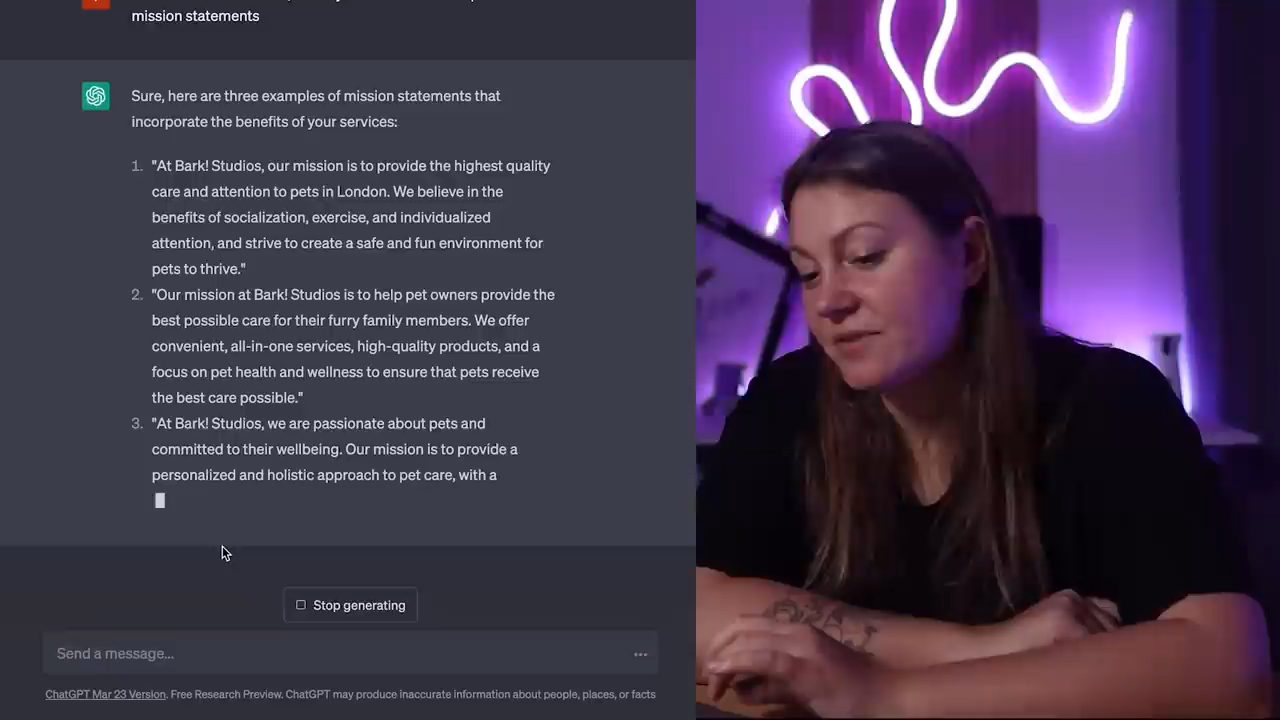 mission statements
Sure, here are three examples of mission statements that
incorporate the benefits of your services:
1. "At Bark! Studios, our mission is to provide the highest quality
care and attention to pets in London. We believe in the
benefits of socialization, exercise, and individualized
attention, and strive to create a safe and fun environment for
pets to thrive."
2. "Our mission at Bark! Studios is to help pet owners provide the
best possible care for their furry family members. We offer
convenient, all-in-one services, high-quality products, and a
focus on pet health and wellness to ensure that pets receive
the best care possible."
3. "At Bark! Studios, we are passionate about pets and
committed to their wellbeing. Our mission is to provide a
personalized and holistic approach to pet care, with a
Stop generating
Send a message...
ChatGPT Mar 23 Version. Free Research Preview. ChatGPT may produce inaccurate information about people, places, or facts